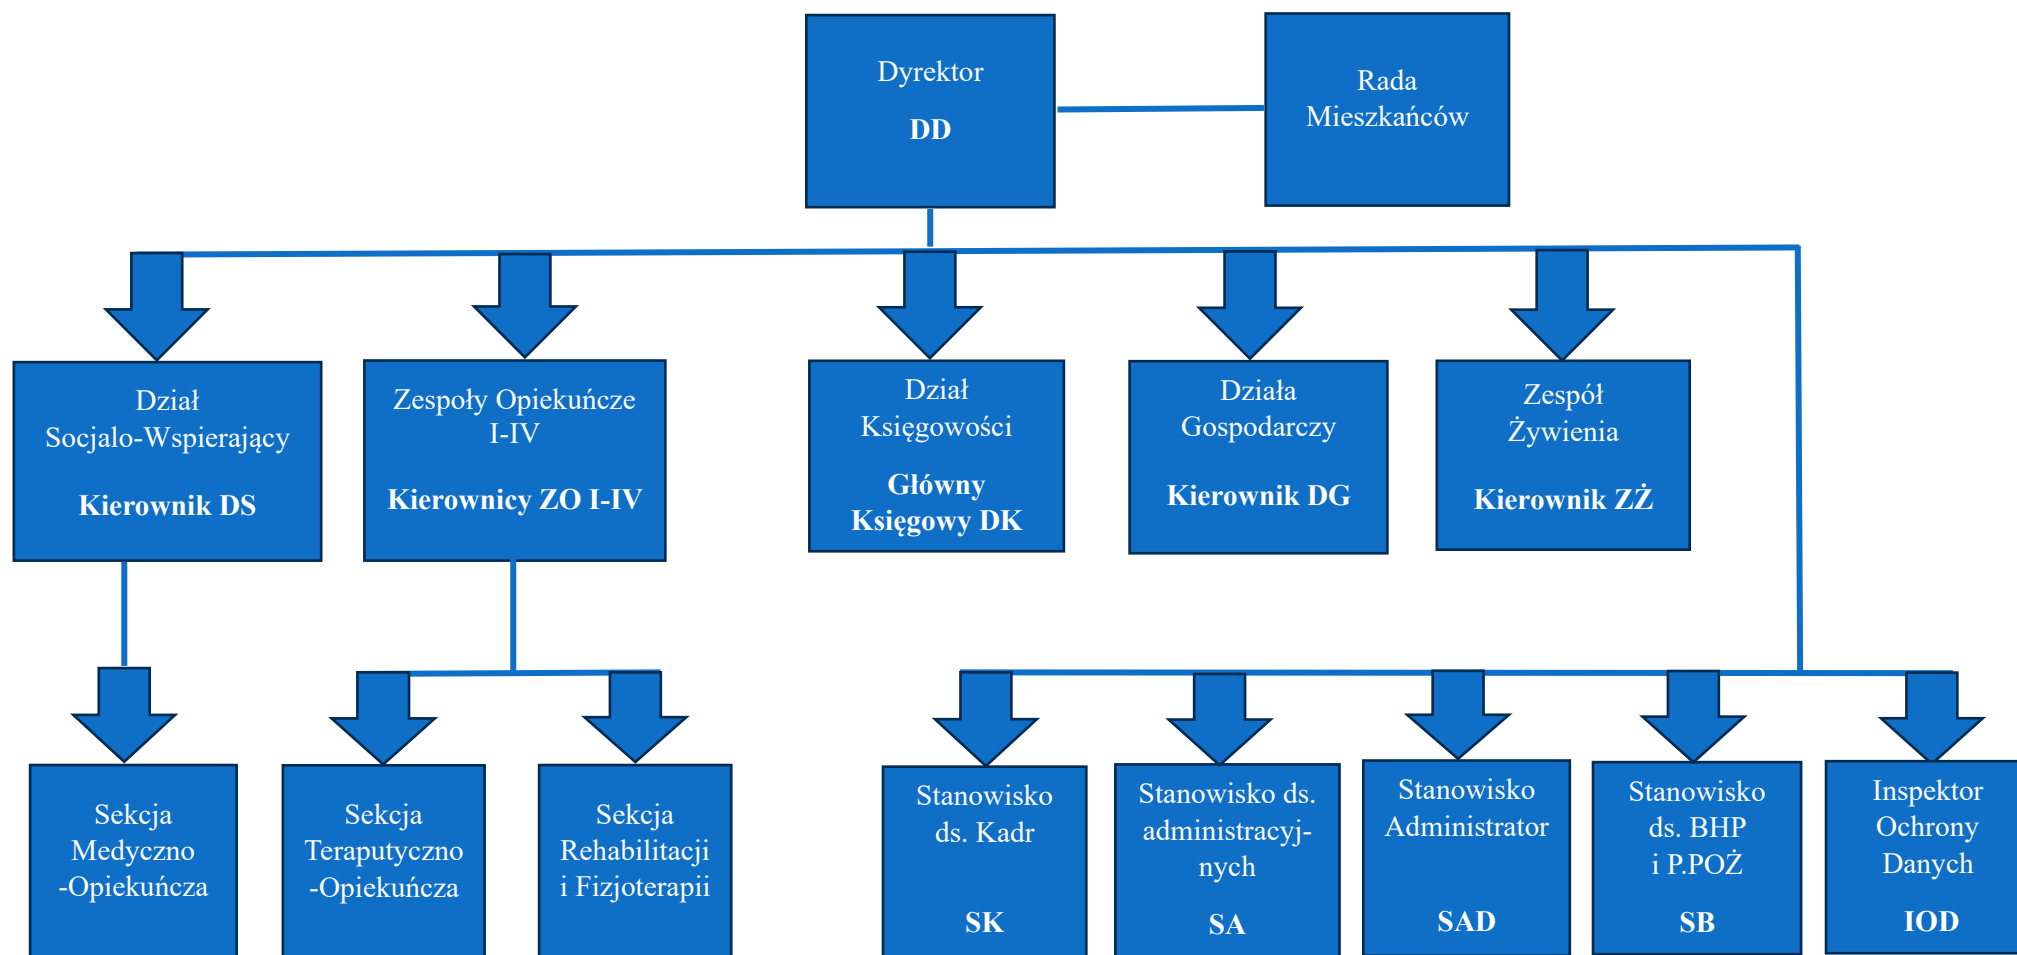 Dyrektor
DD
Rada
Mieszkańców
Dział
Socjalo-Wspierający
Kierownik DS
Zespoły Opiekuńcze
I-IV
Kierownicy ZO I-IV
Dział
Księgowości
Główny
Księgowy DK
Działa
Gospodarczy
Kierownik DG
Zespół
Żywienia
Kierownik ZŻ
Sekcja
Medyczno
-Opiekuńcza
Sekcja
Teraputyczno
-Opiekuńcza
Sekcja
Rehabilitacji
i Fizjoterapii
Stanowisko
ds. Kadr
SK
Stanowisko ds.
administracyj-
nych
SA
Stanowisko
Administrator
SAD
Stanowisko
ds. BHP
i P.POŻ
SB
Inspektor
Ochrony
Danych
IOD